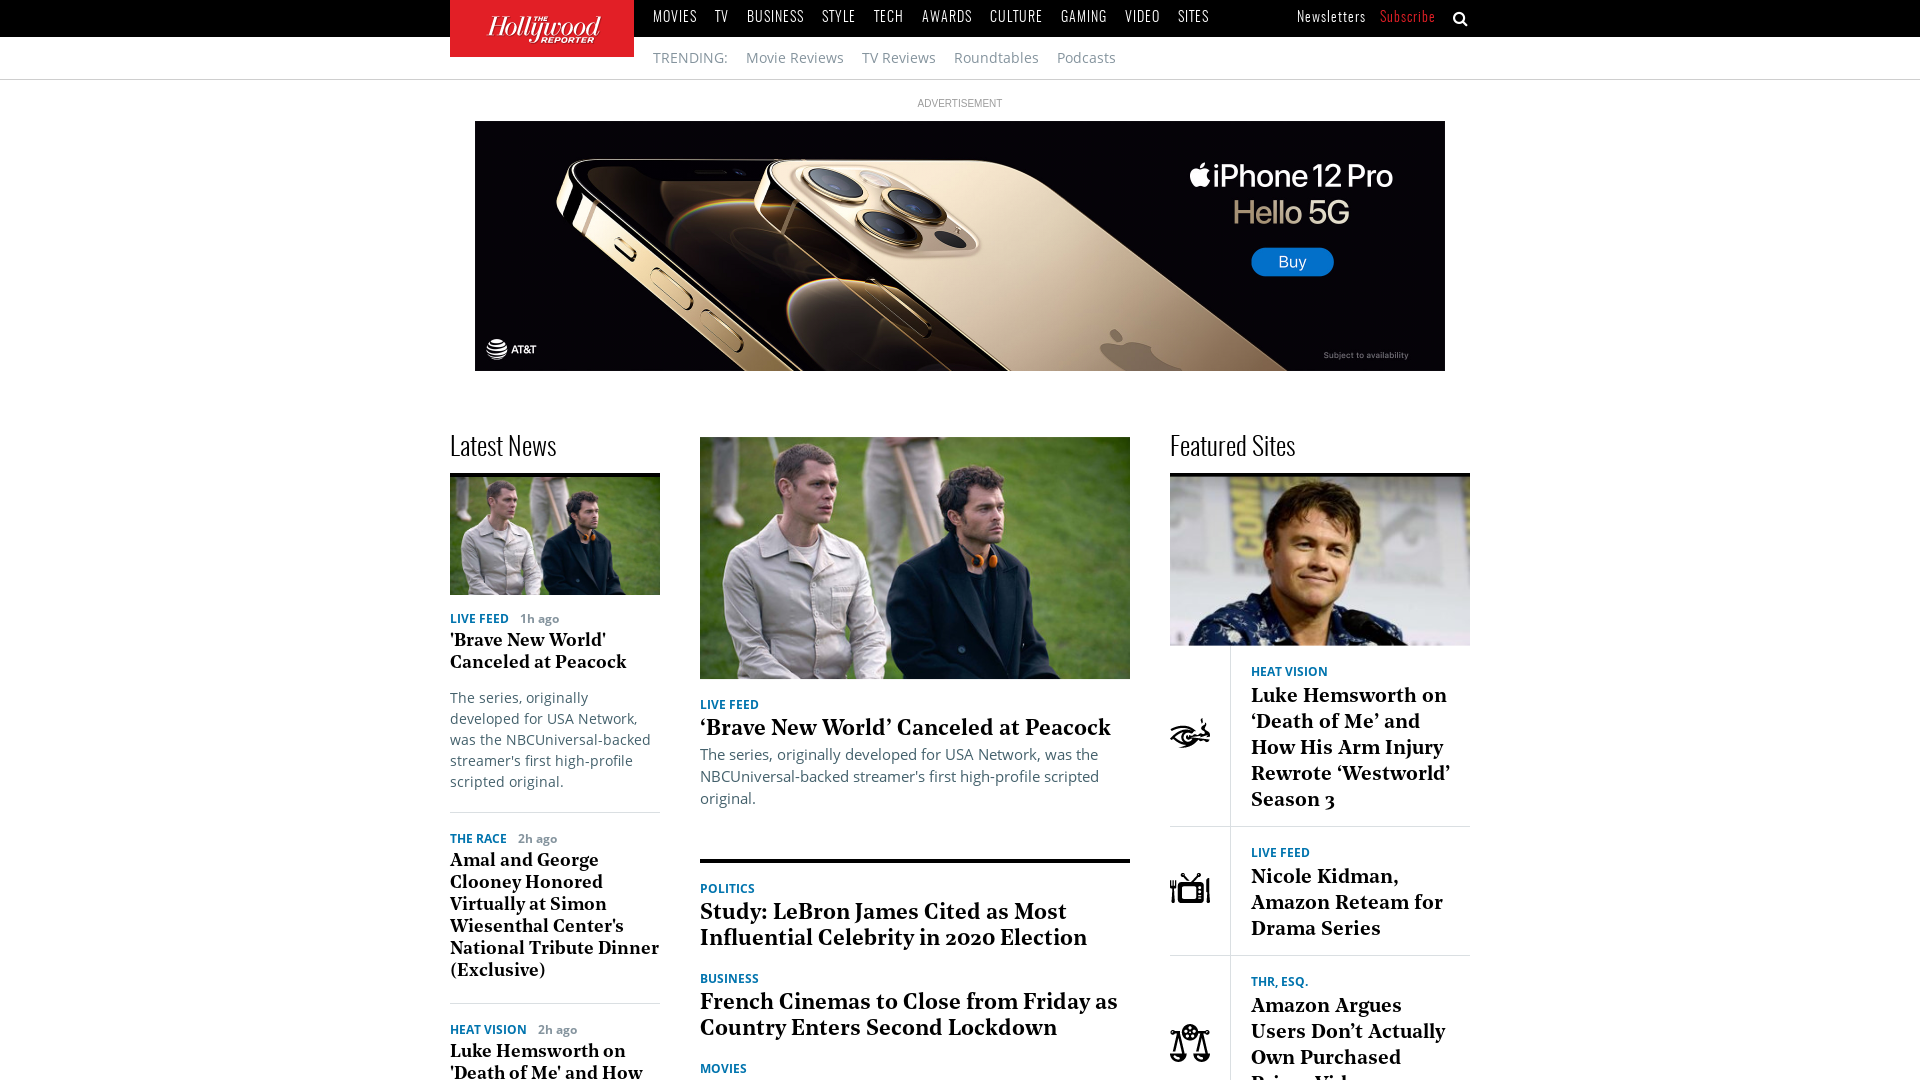 THE
Hollywood
REPORTER
MOVIES TV BUSINESS STYLE TECH AWARDS CULTURE GAMING VIDEO SITES
Newsletters Subscribe
TRENDING: Movie Reviews TV Reviews Roundtables Podcasts
ADVERTISEMENT
iPhone 12 Pro
Hello 5G
Buy
AT&T
Subject to availability
Latest News
LIVE FEED 1h ago
'Brave New World'
Canceled at Peacock
The series, originally
developed for USA Network,
was the NBCUniversal-backed
streamer's first high-profile
scripted original.
THE RACE 2h ago
Amal and George
Clooney Honored
Virtually at Simon
Wiesenthal Center's
National Tribute Dinner
(Exclusive)
HEAT VISION 2h ago
Luke Hemsworth on
'Death of Me' and How
LIVE FEED
‘Brave New World’ Canceled at Peacock
The series, originally developed for USA Network, was the
NBCUniversal-backed streamer's first high-profile scripted
original.
POLITICS
Study: LeBron James Cited as Most
Influential Celebrity in 2020 Election
BUSINESS
French Cinemas to Close from Friday as
Country Enters Second Lockdown
MOVIES
Featured Sites
HEAT VISION
Luke Hemsworth on
‘Death of Me’ and
How His Arm Injury
Rewrote ‘Westworld’
Season 3
LIVE FEED
Nicole Kidman,
Amazon Reteam for
Drama Series
THR, ESQ.
Amazon Argues
Users Don’t Actually
Own Purchased